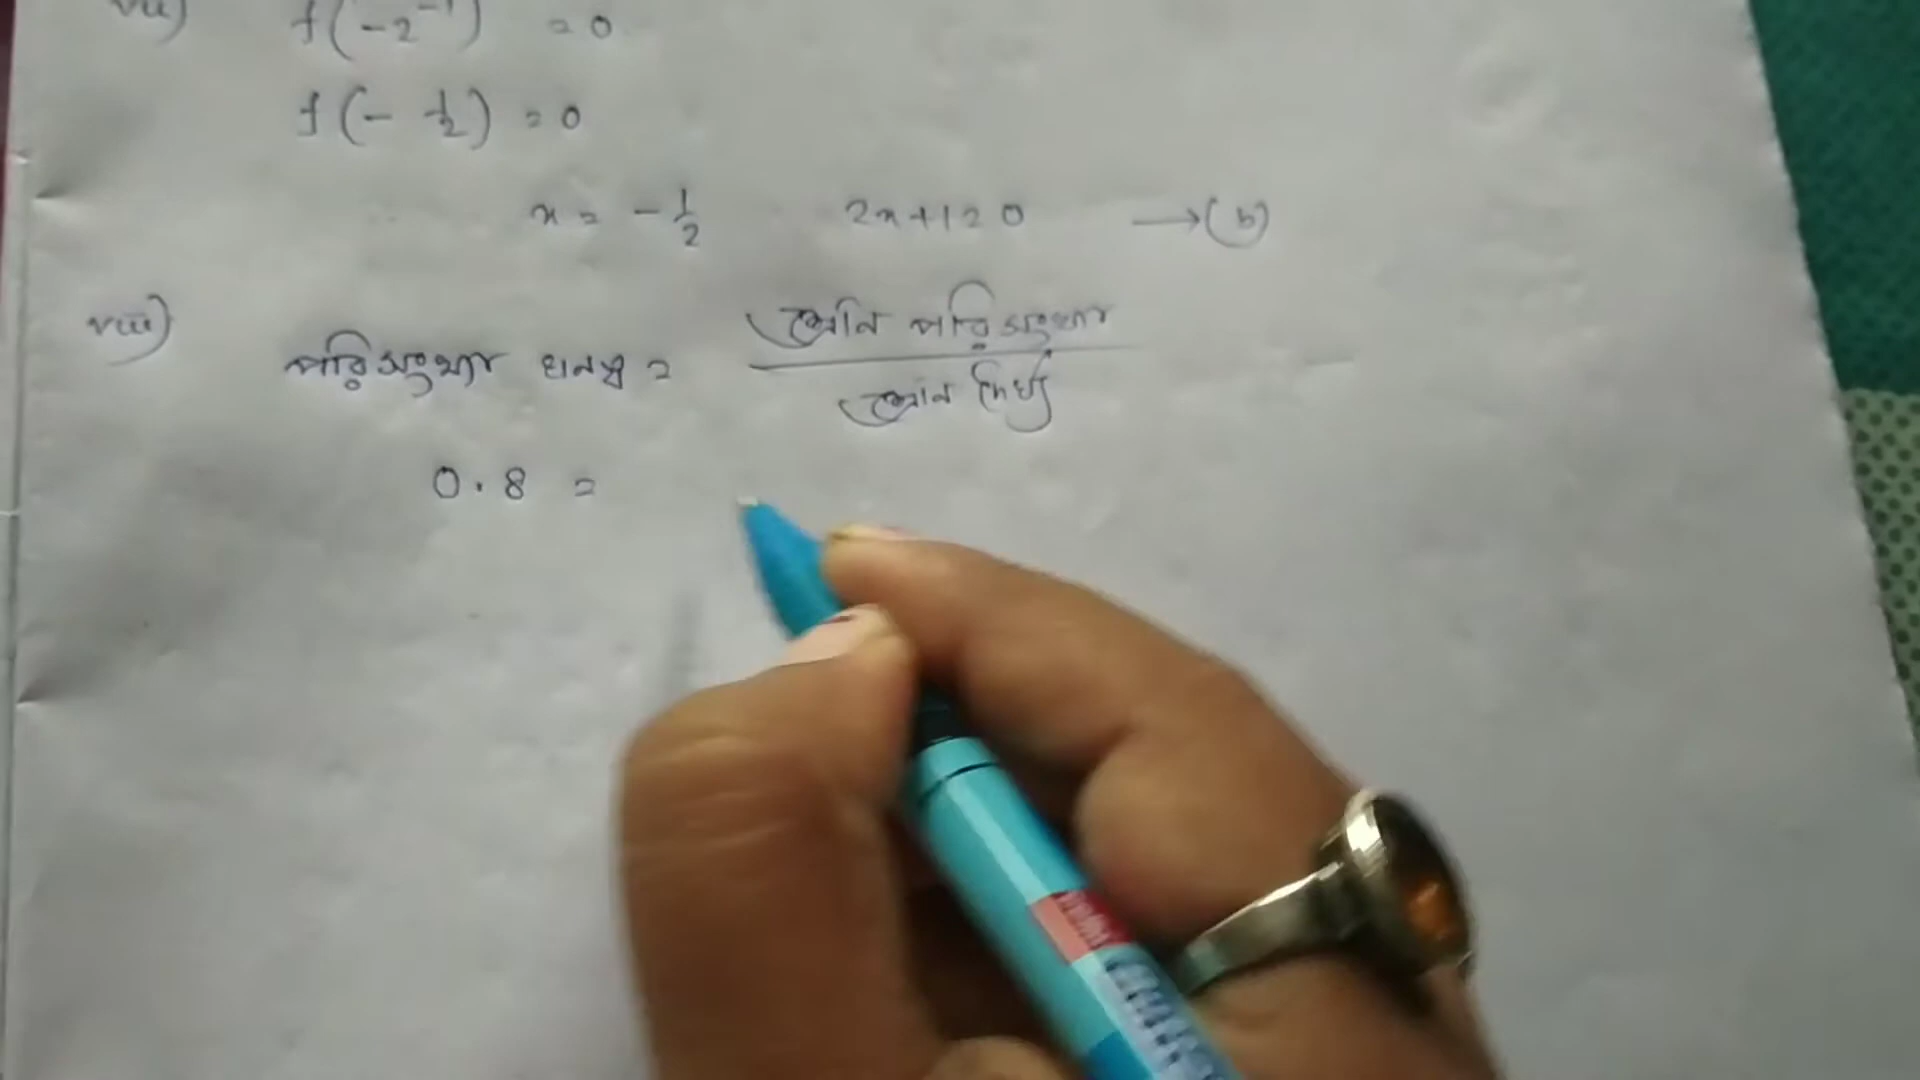 vii) f(-2⁻¹) = 0
f(-1/2) = 0
x = -1/2 2x+1=0 →(b)
viii) পরিসংখ্যা ঘনত্ব = শ্রেনি পরিসংখ্যা
শ্রেনি দৈর্ঘ্য
0.8 =